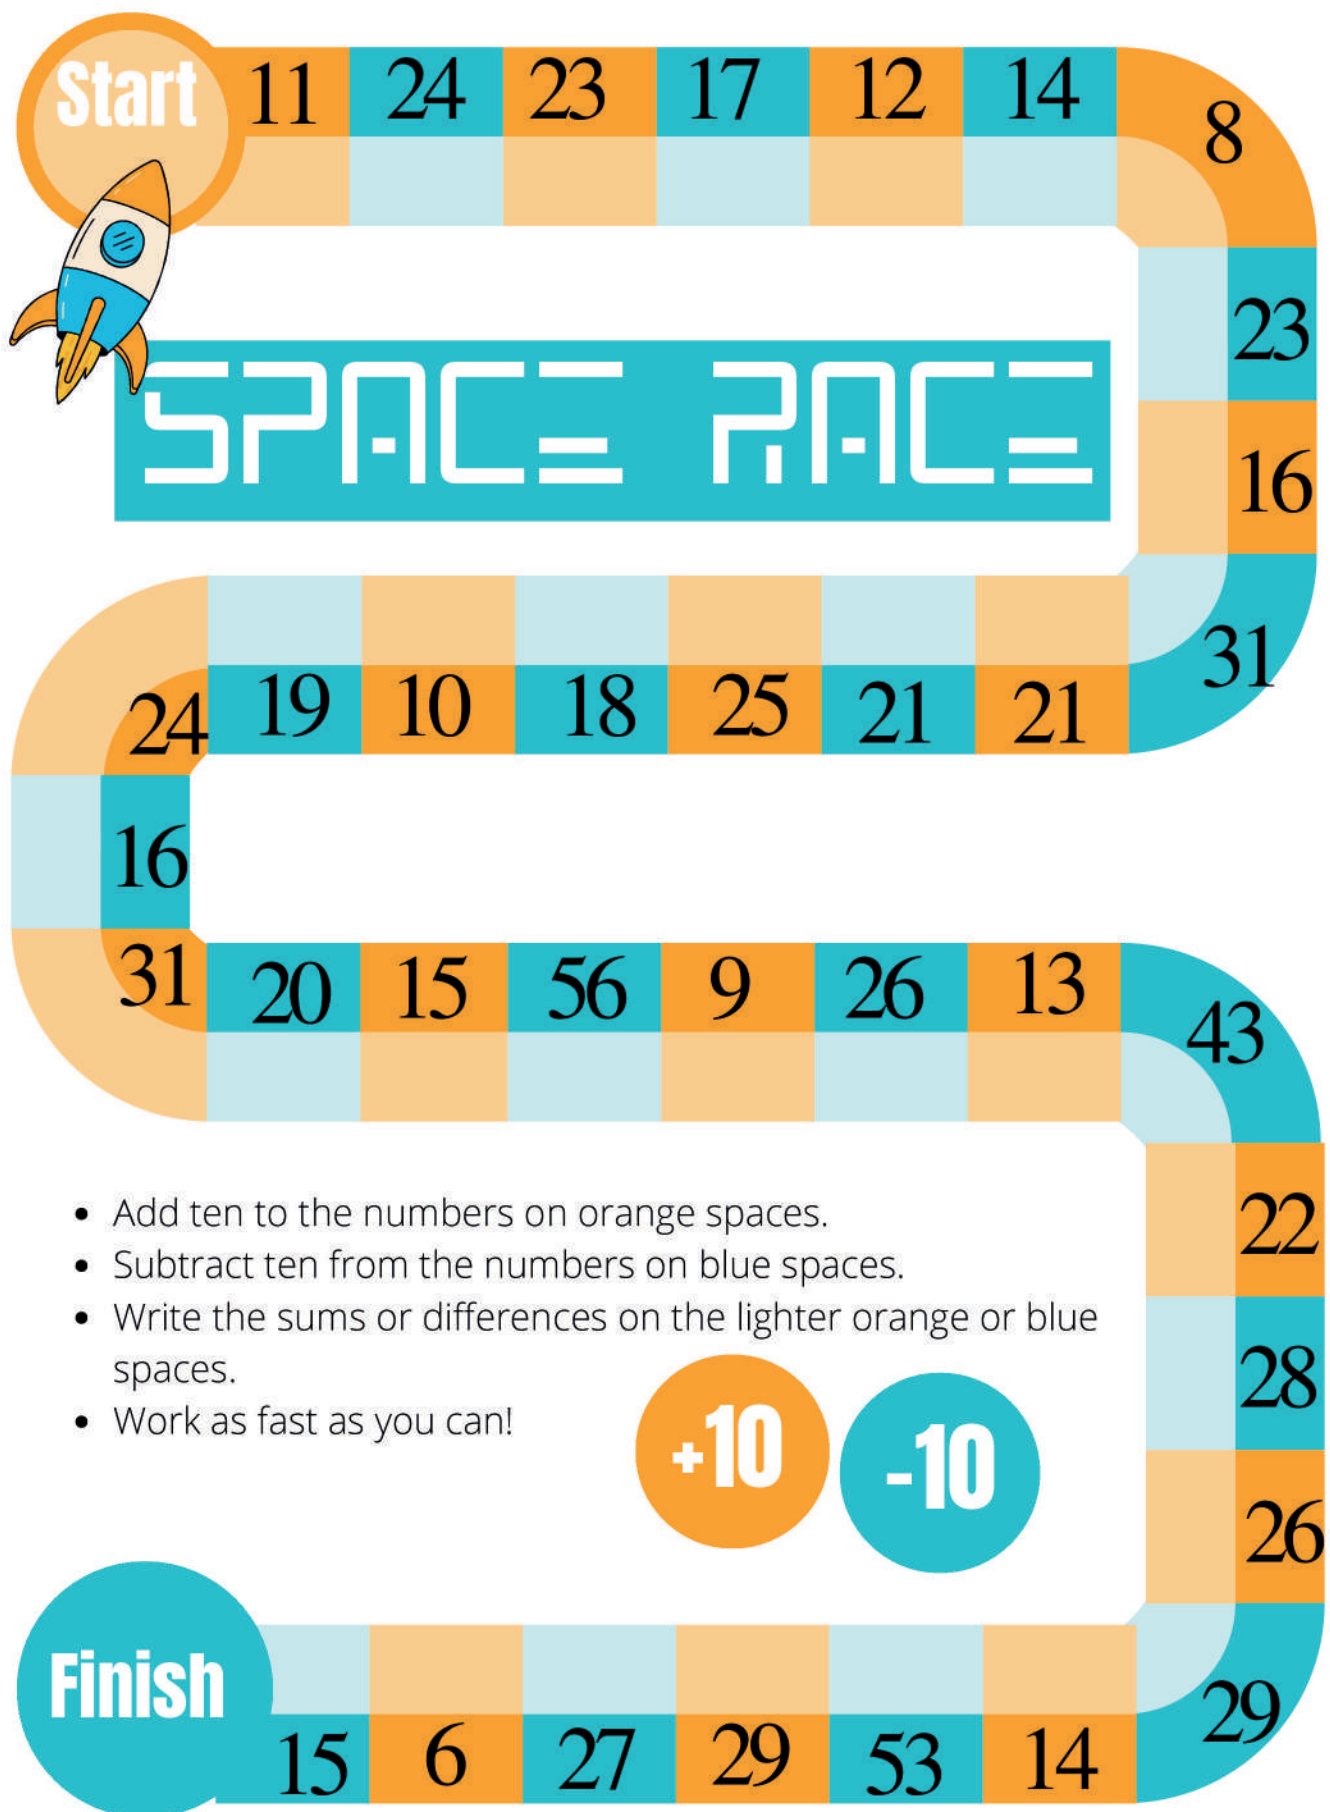 Start 11 24 23 17 12 14 8
23
SPACE RACE
16
31
24 19 10 18 25 21 21
16
31 20 15 56 9 26 13 43
• Add ten to the numbers on orange spaces.
22
• Subtract ten from the numbers on blue spaces.
• Write the sums or differences on the lighter orange or blue
spaces.
28
• Work as fast as you can!
+10 -10
26
Finish
29
15 6 27 29 53 14